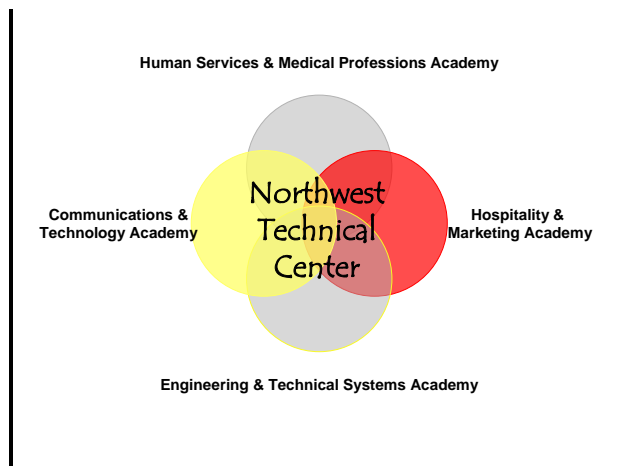 Human Services & Medical Professions Academy
Northwest
Technical
Center
Communications &
Technology Academy
Hospitality &
Marketing Academy
Engineering & Technical Systems Academy